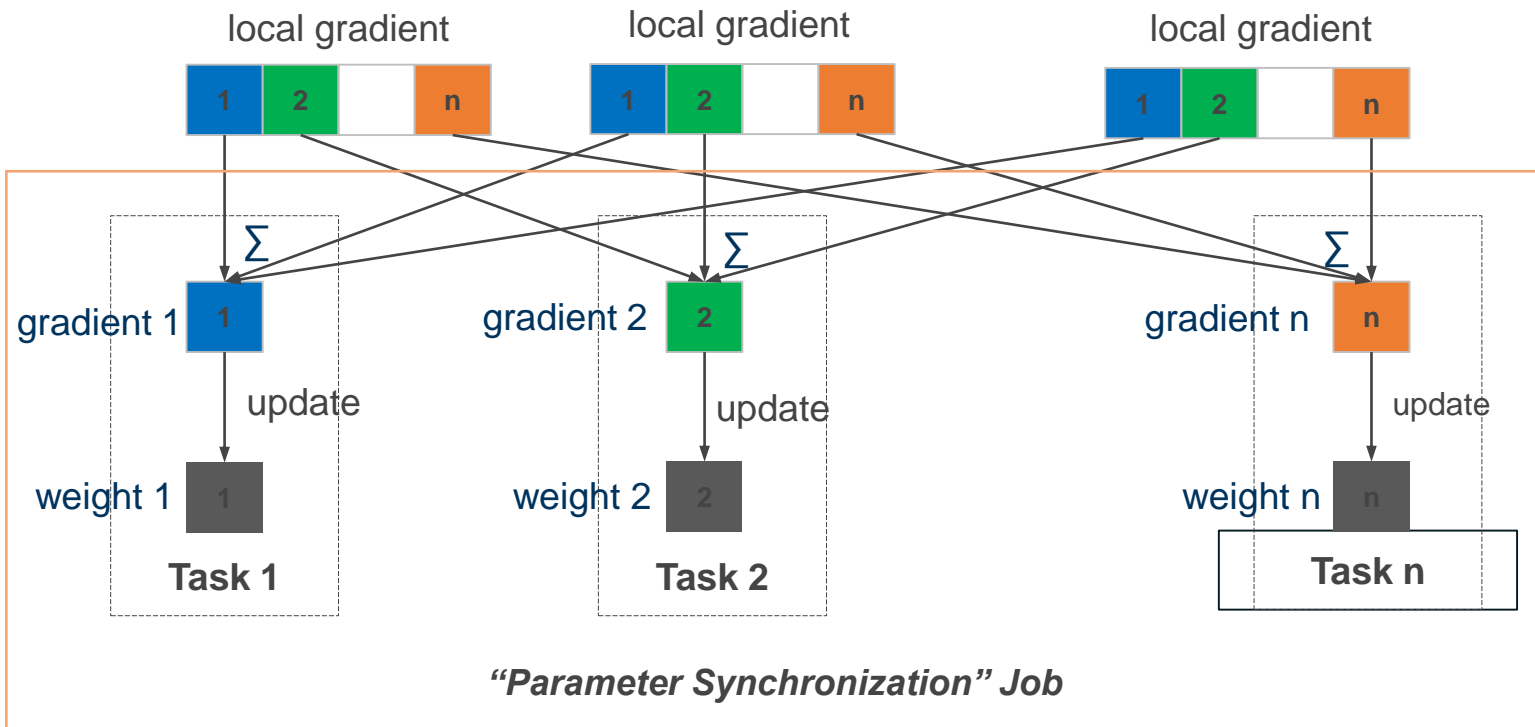 local gradient
local gradient
local gradient
1 2 n
1 2 n
1 2 n
∑
∑
∑
gradient 1
1
gradient 2
2
gradient n
n
update
update
update
weight 1
1
weight 2
2
weight n
n
Task 1
Task 2
Task n
“Parameter Synchronization” Job